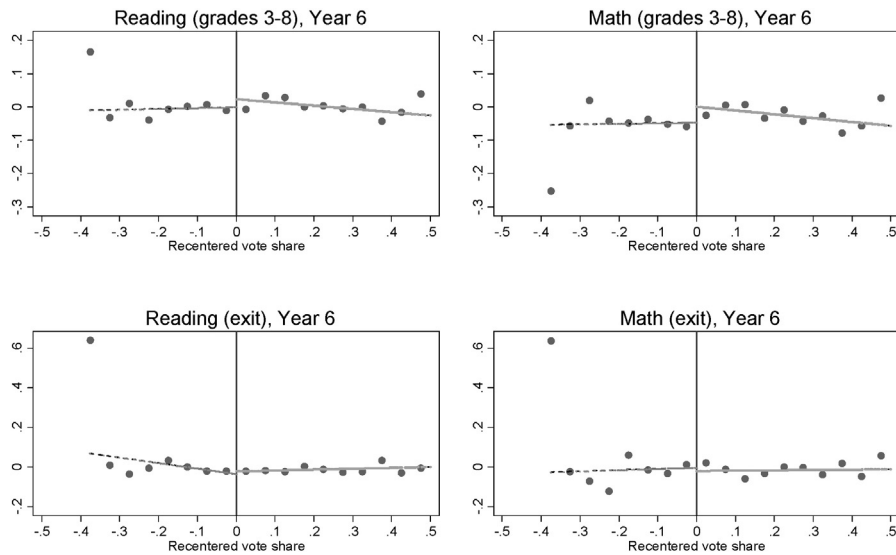 Reading (grades 3-8), Year 6
.2
.1
0
-.1
-.2
-.3
-.5 -.4 -.3 -.2 -.1 0 .1 .2 .3 .4 .5
Recentered vote share
Math (grades 3-8), Year 6
.2
.1
0
-.1
-.2
-.3
-.5 -.4 -.3 -.2 -.1 0 .1 .2 .3 .4 .5
Recentered vote share
Reading (exit), Year 6
.6
.4
.2
0
-.2
-.5 -.4 -.3 -.2 -.1 0 .1 .2 .3 .4 .5
Recentered vote share
Math (exit), Year 6
.6
.4
.2
0
-.2
-.5 -.4 -.3 -.2 -.1 0 .1 .2 .3 .4 .5
Recentered vote share